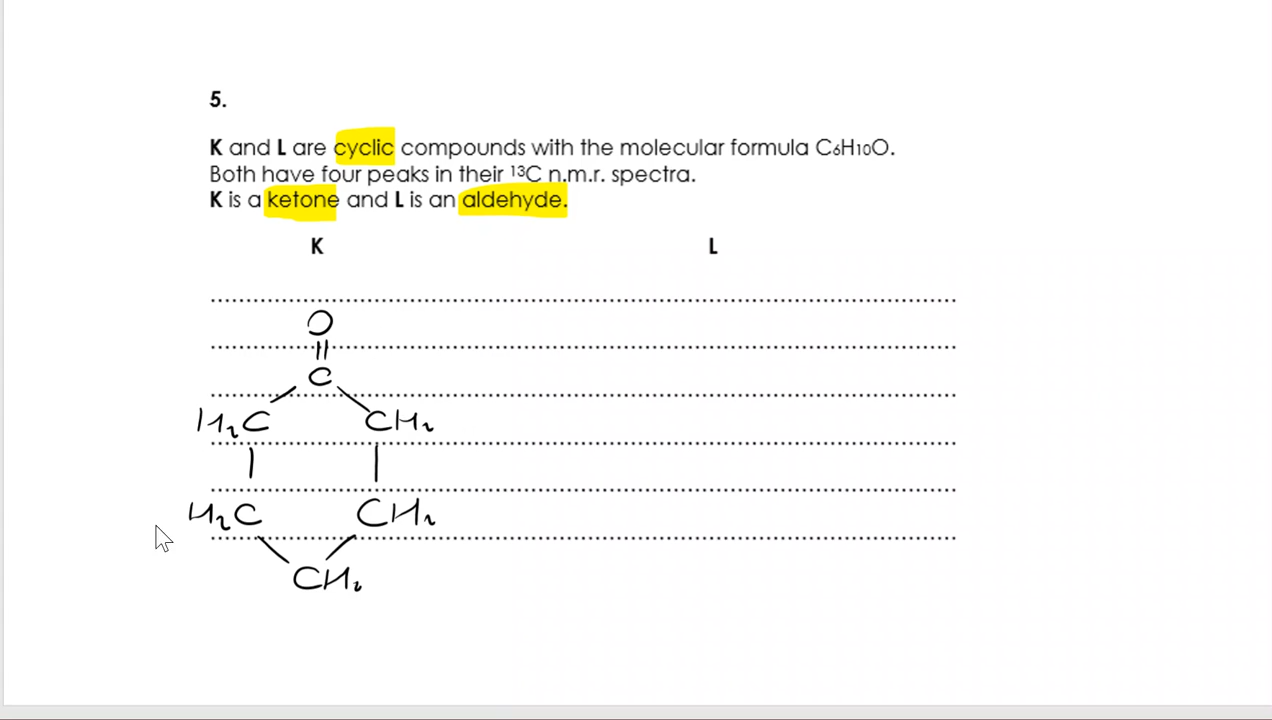 5.
K and L are cyclic compounds with the molecular formula C₆H₁₀O.
Both have four peaks in their ¹³C n.m.r. spectra.
K is a ketone and L is an aldehyde.
K L
O
C
H₂C CH₂
H₂C CH₂
CH₂